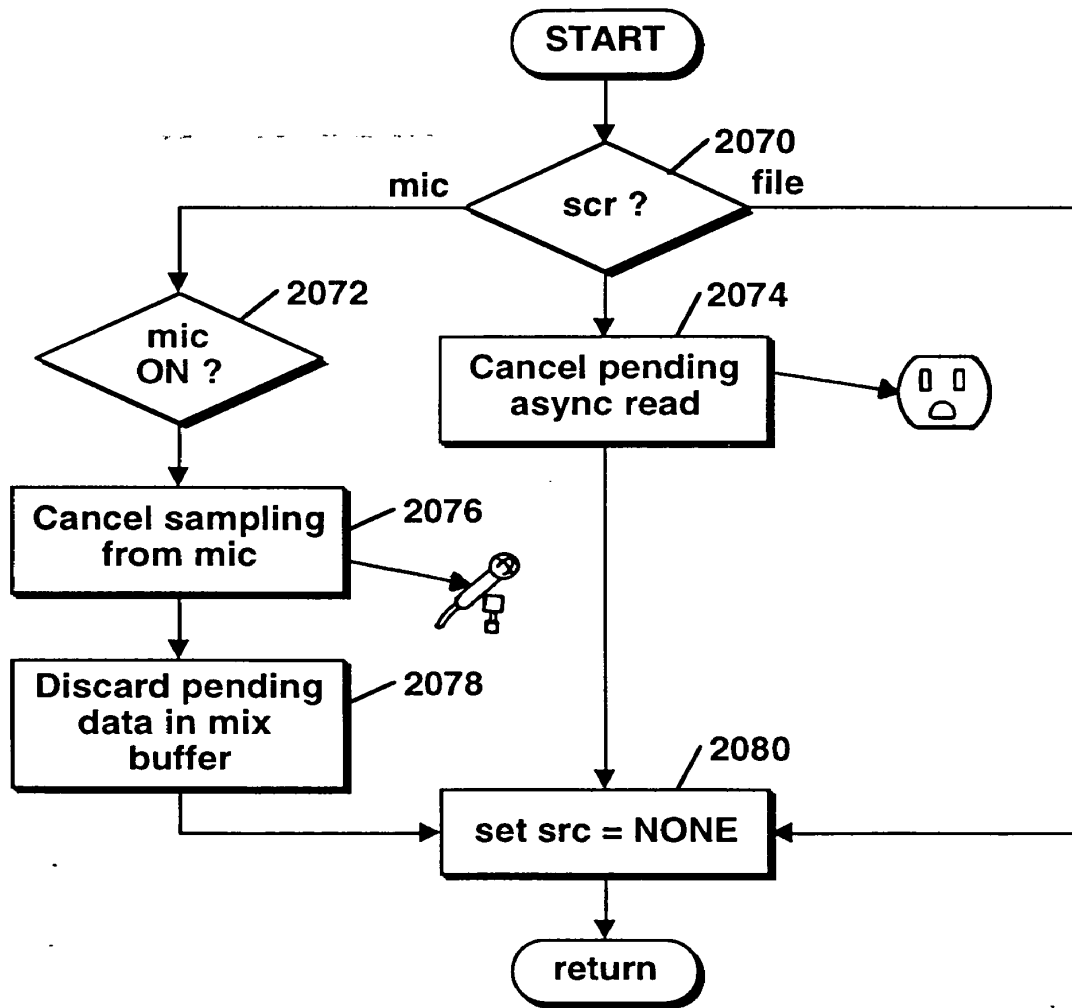 START
2070
mic
file
scr ?
2072
2074
mic
ON ?
Cancel pending
async read
Cancel sampling
from mic
2076
Discard pending
data in mix
buffer
2078
2080
set src = NONE
return